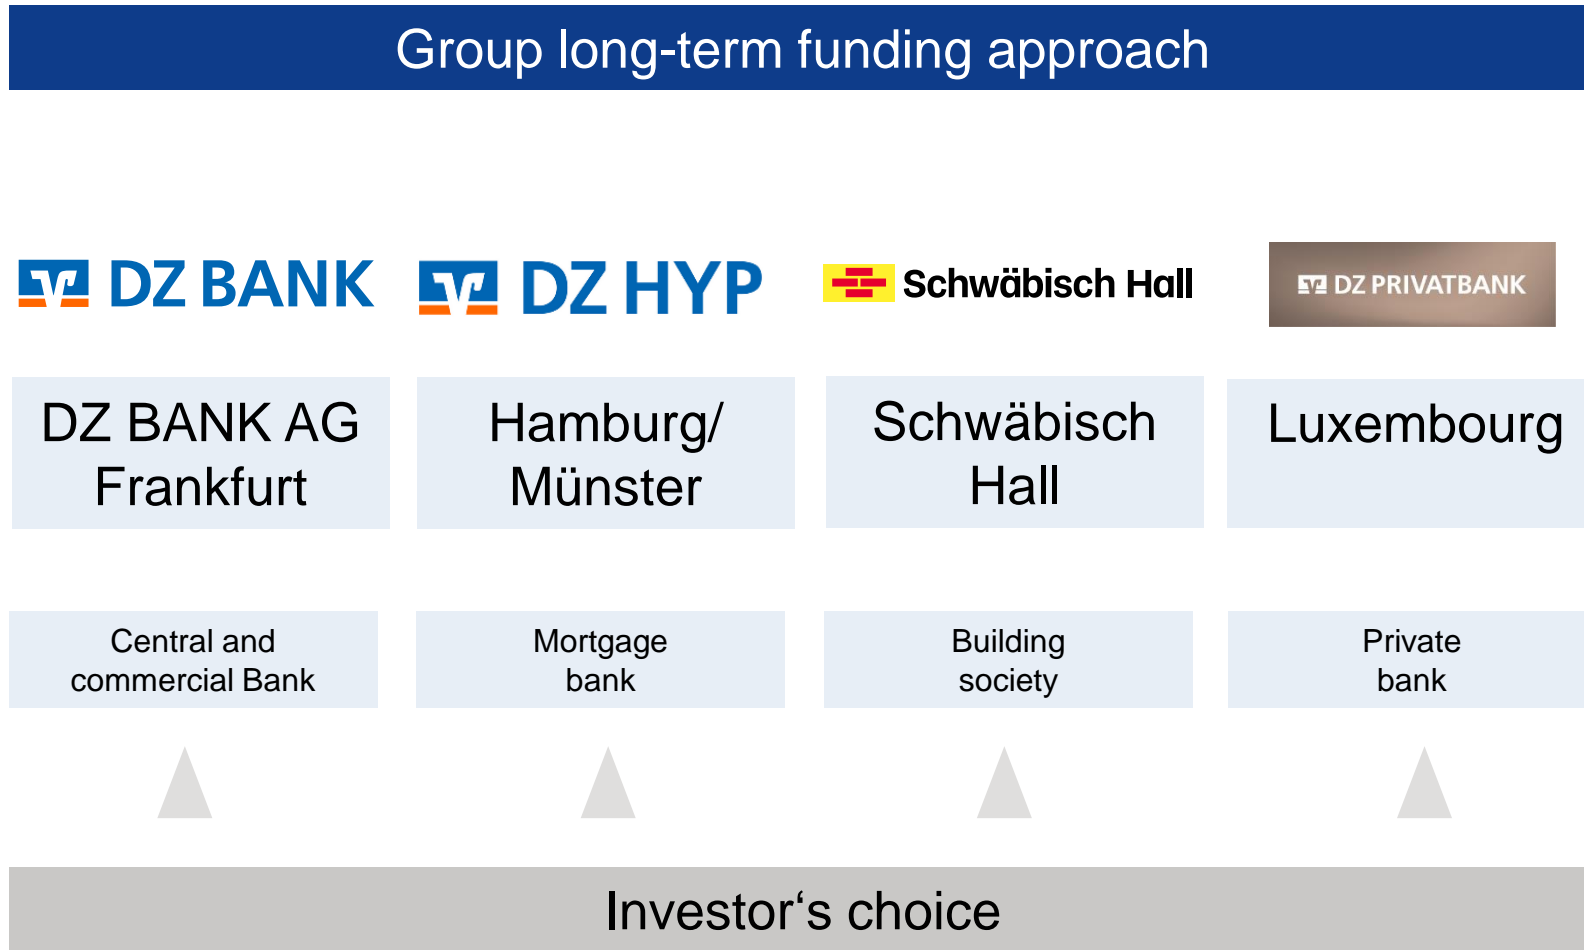 Group long-term funding approach
DZ BANK
DZ HYP
Schwäbisch Hall
DZ PRIVATBANK
DZ BANK AG
Frankfurt
Hamburg/
Münster
Schwäbisch
Hall
Luxembourg
Central and
commercial Bank
Mortgage
bank
Building
society
Private
bank
Investor‘s choice